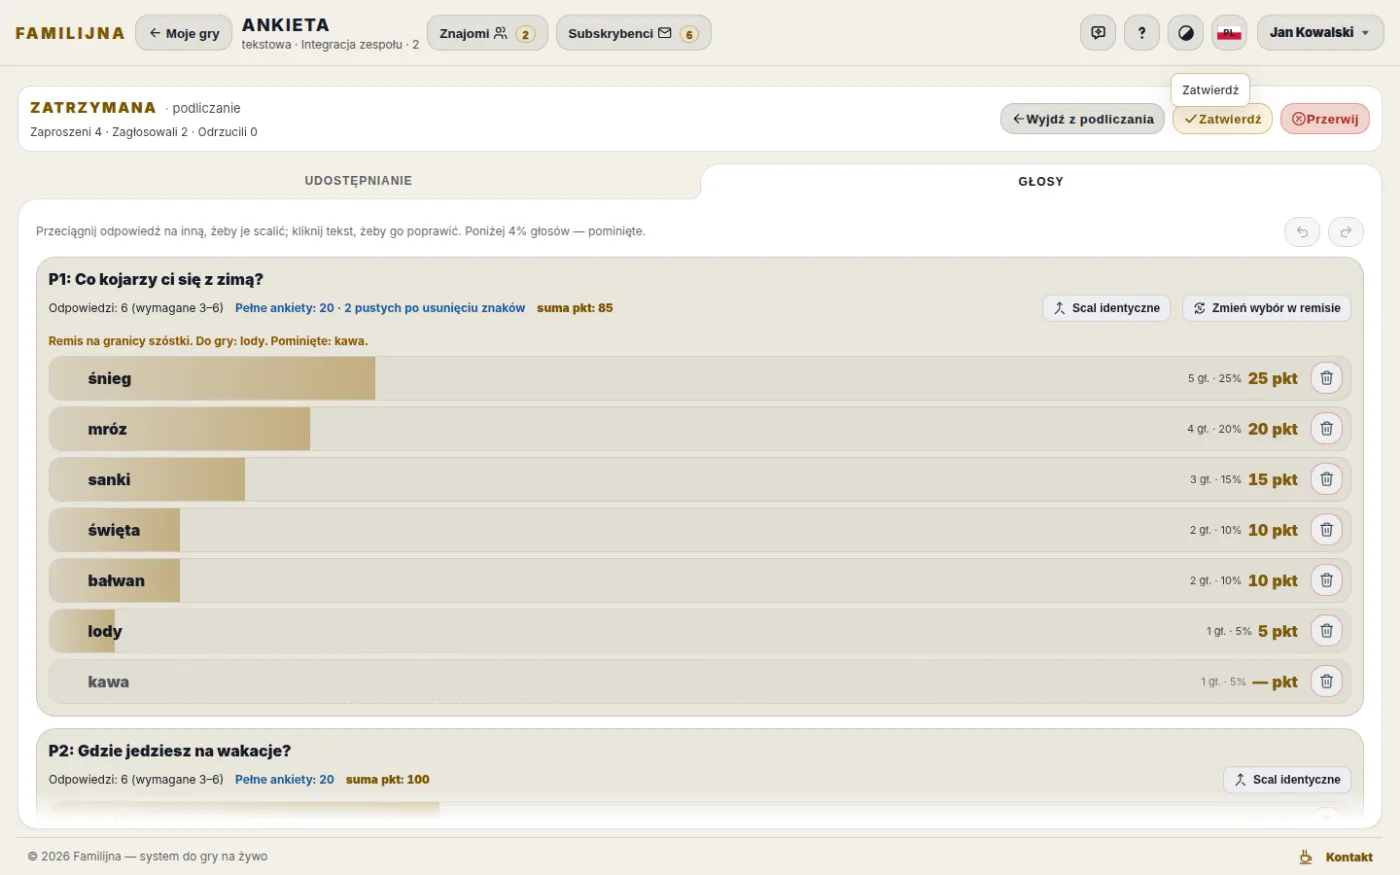 FAMILIJNA
← Moje gry
ANKIETA
tekstowa · Integracja zespołu · 2
Znajomi 2
Subskrybenci 6
?
PL
Jan Kowalski
Zatwierdź
ZATRZYMANA · podliczanie
Zaproszeni 4 · Zagłosowali 2 · Odrzucili 0
←Wyjdź z podliczania
Zatwierdź
Przerwij
UDOSTĘPNIANIE
GŁOSY
Przeciągnij odpowiedź na inną, żeby je scalić; kliknij tekst, żeby go poprawić. Poniżej 4% głosów — pominięte.
P1: Co kojarzy ci się z zimą?
Odpowiedzi: 6 (wymagane 3–6) Pełne ankiety: 20 · 2 pustych po usunięciu znaków suma pkt: 85
Scal identyczne
Zmień wybór w remisie
Remis na granicy szóstki. Do gry: lody. Pominięte: kawa.
śnieg 5 gł. · 25% 25 pkt
mróz 4 gł. · 20% 20 pkt
sanki 3 gł. · 15% 15 pkt
święta 2 gł. · 10% 10 pkt
bałwan 2 gł. · 10% 10 pkt
lody 1 gł. · 5% 5 pkt
kawa 1 gł. · 5% — pkt
P2: Gdzie jedziesz na wakacje?
Odpowiedzi: 6 (wymagane 3–6) Pełne ankiety: 20 suma pkt: 100
Scal identyczne
© 2026 Familijna — system do gry na żywo
Kontakt